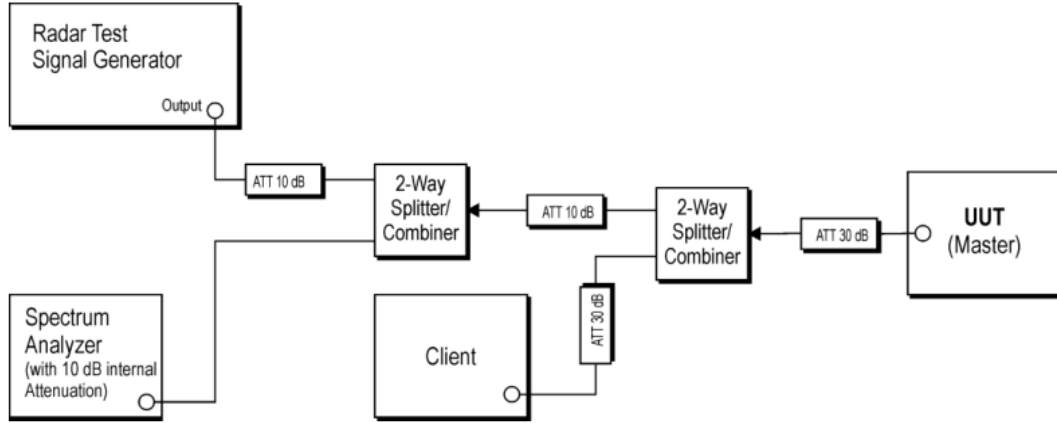 Radar Test
Signal Generator
Output
ATT 10 dB
2-Way
Splitter/
Combiner
ATT 10 dB
2-Way
Splitter/
Combiner
ATT 30 dB
UUT
(Master)
Spectrum
Analyzer
(with 10 dB internal
Attenuation)
Client
ATT 30 dB